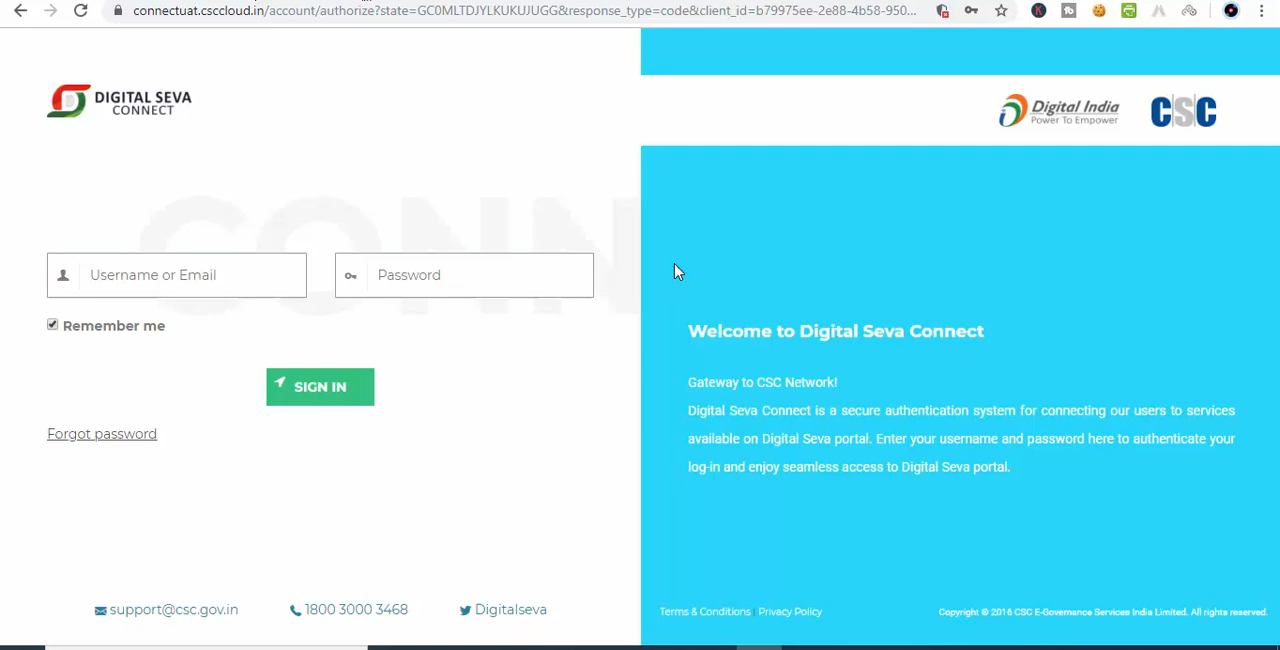 connectuat.csccloud.in/account/authorize?state=GC0MLTDJYLKUKUJUGG&response_type=code&client_id=b79975ee-2e88-4b58-950...
DIGITAL SEVA
CONNECT
Digital India
Power To Empower
CSC
CONN
Username or Email
Password
Remember me
SIGN IN
Forgot password
Welcome to Digital Seva Connect
Gateway to CSC Network!
Digital Seva Connect is a secure authentication system for connecting our users to services
available on Digital Seva portal. Enter your username and password here to authenticate your
log-in and enjoy seamless access to Digital Seva portal.
support@csc.gov.in
1800 3000 3468
Digitalseva
Terms & Conditions | Privacy Policy
Copyright © 2016 CSC E-Governance Services India Limited. All rights reserved.